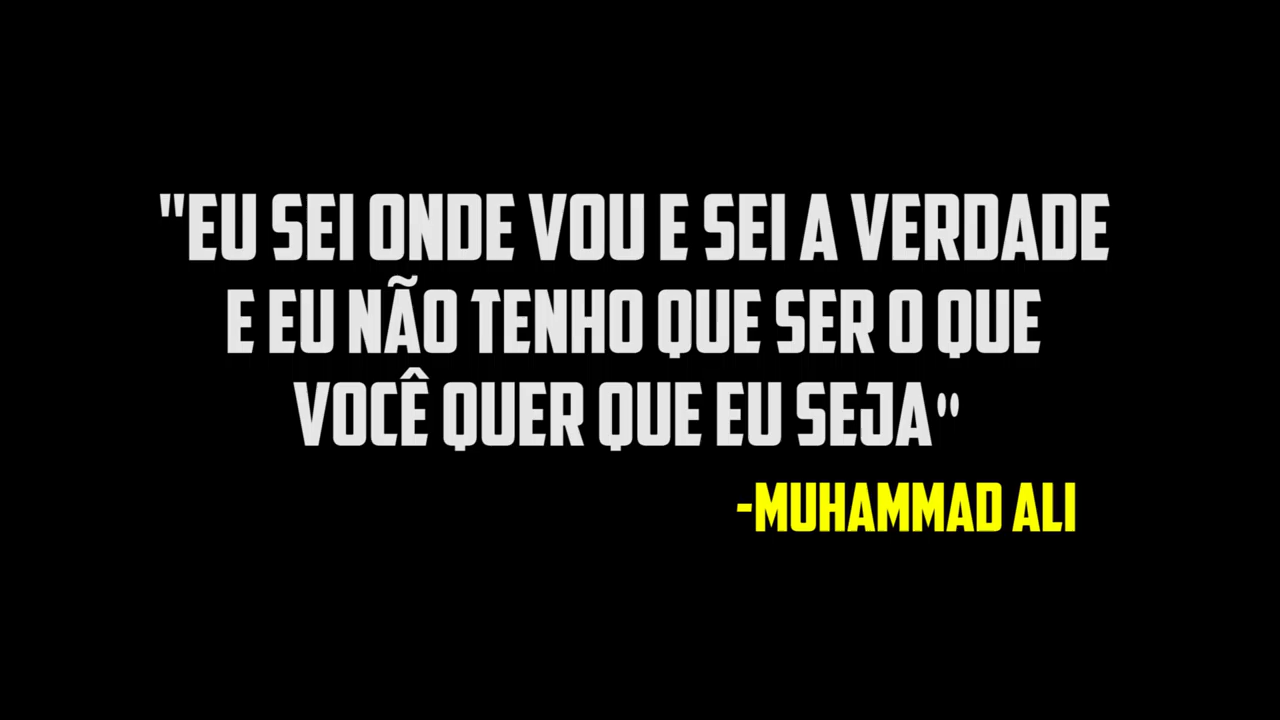 "EU SEI ONDE VOU E SEI A VERDADE
E EU NÃO TENHO QUE SER O QUE
VOCÊ QUER QUE EU SEJA"
-MUHAMMAD ALI